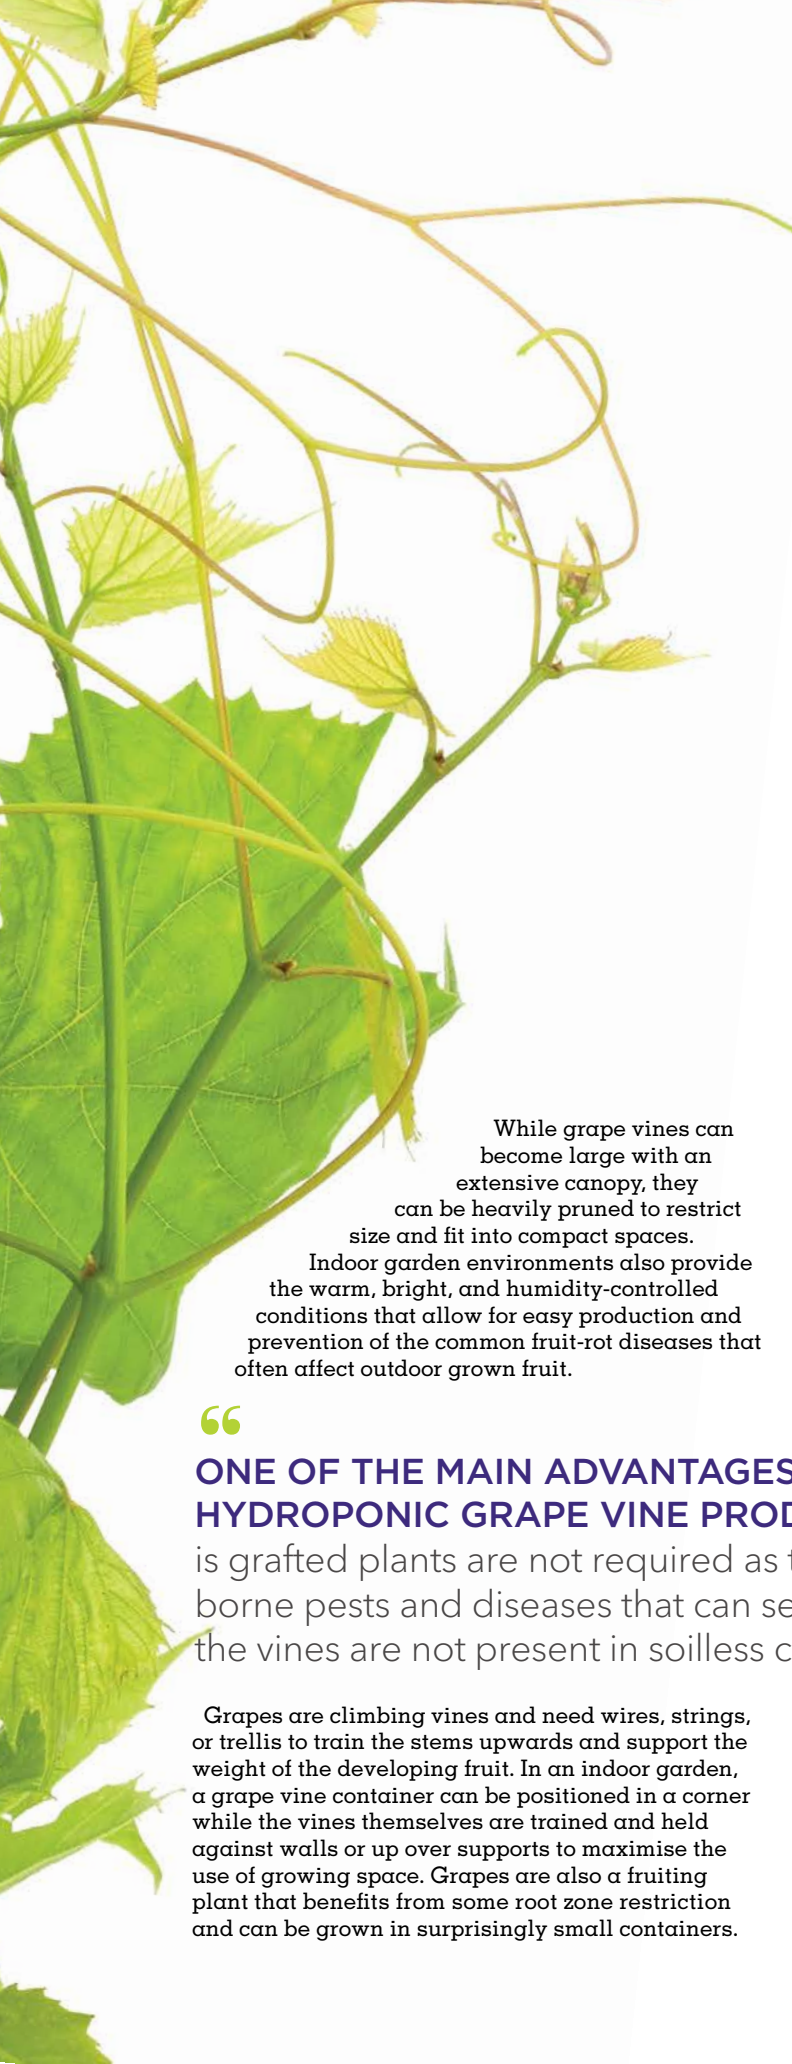 While grape vines can
become large with an
extensive canopy, they
can be heavily pruned to restrict
size and fit into compact spaces.
Indoor garden environments also provide
the warm, bright, and humidity-controlled
conditions that allow for easy production and
prevention of the common fruit-rot diseases that
often affect outdoor grown fruit.
“
ONE OF THE MAIN ADVANTAGES
HYDROPONIC GRAPE VINE
is grafted plants are not required as
borne pests and diseases that can
the vines are not present in soilless
Grapes are climbing vines and need wires, strings,
or trellis to train the stems upwards and support the
weight of the developing fruit. In an indoor garden,
a grape vine container can be positioned in a corner
while the vines themselves are trained and held
against walls or up over supports to maximise the
use of growing space. Grapes are also a fruiting
plant that benefits from some root zone restriction
and can be grown in surprisingly small containers.